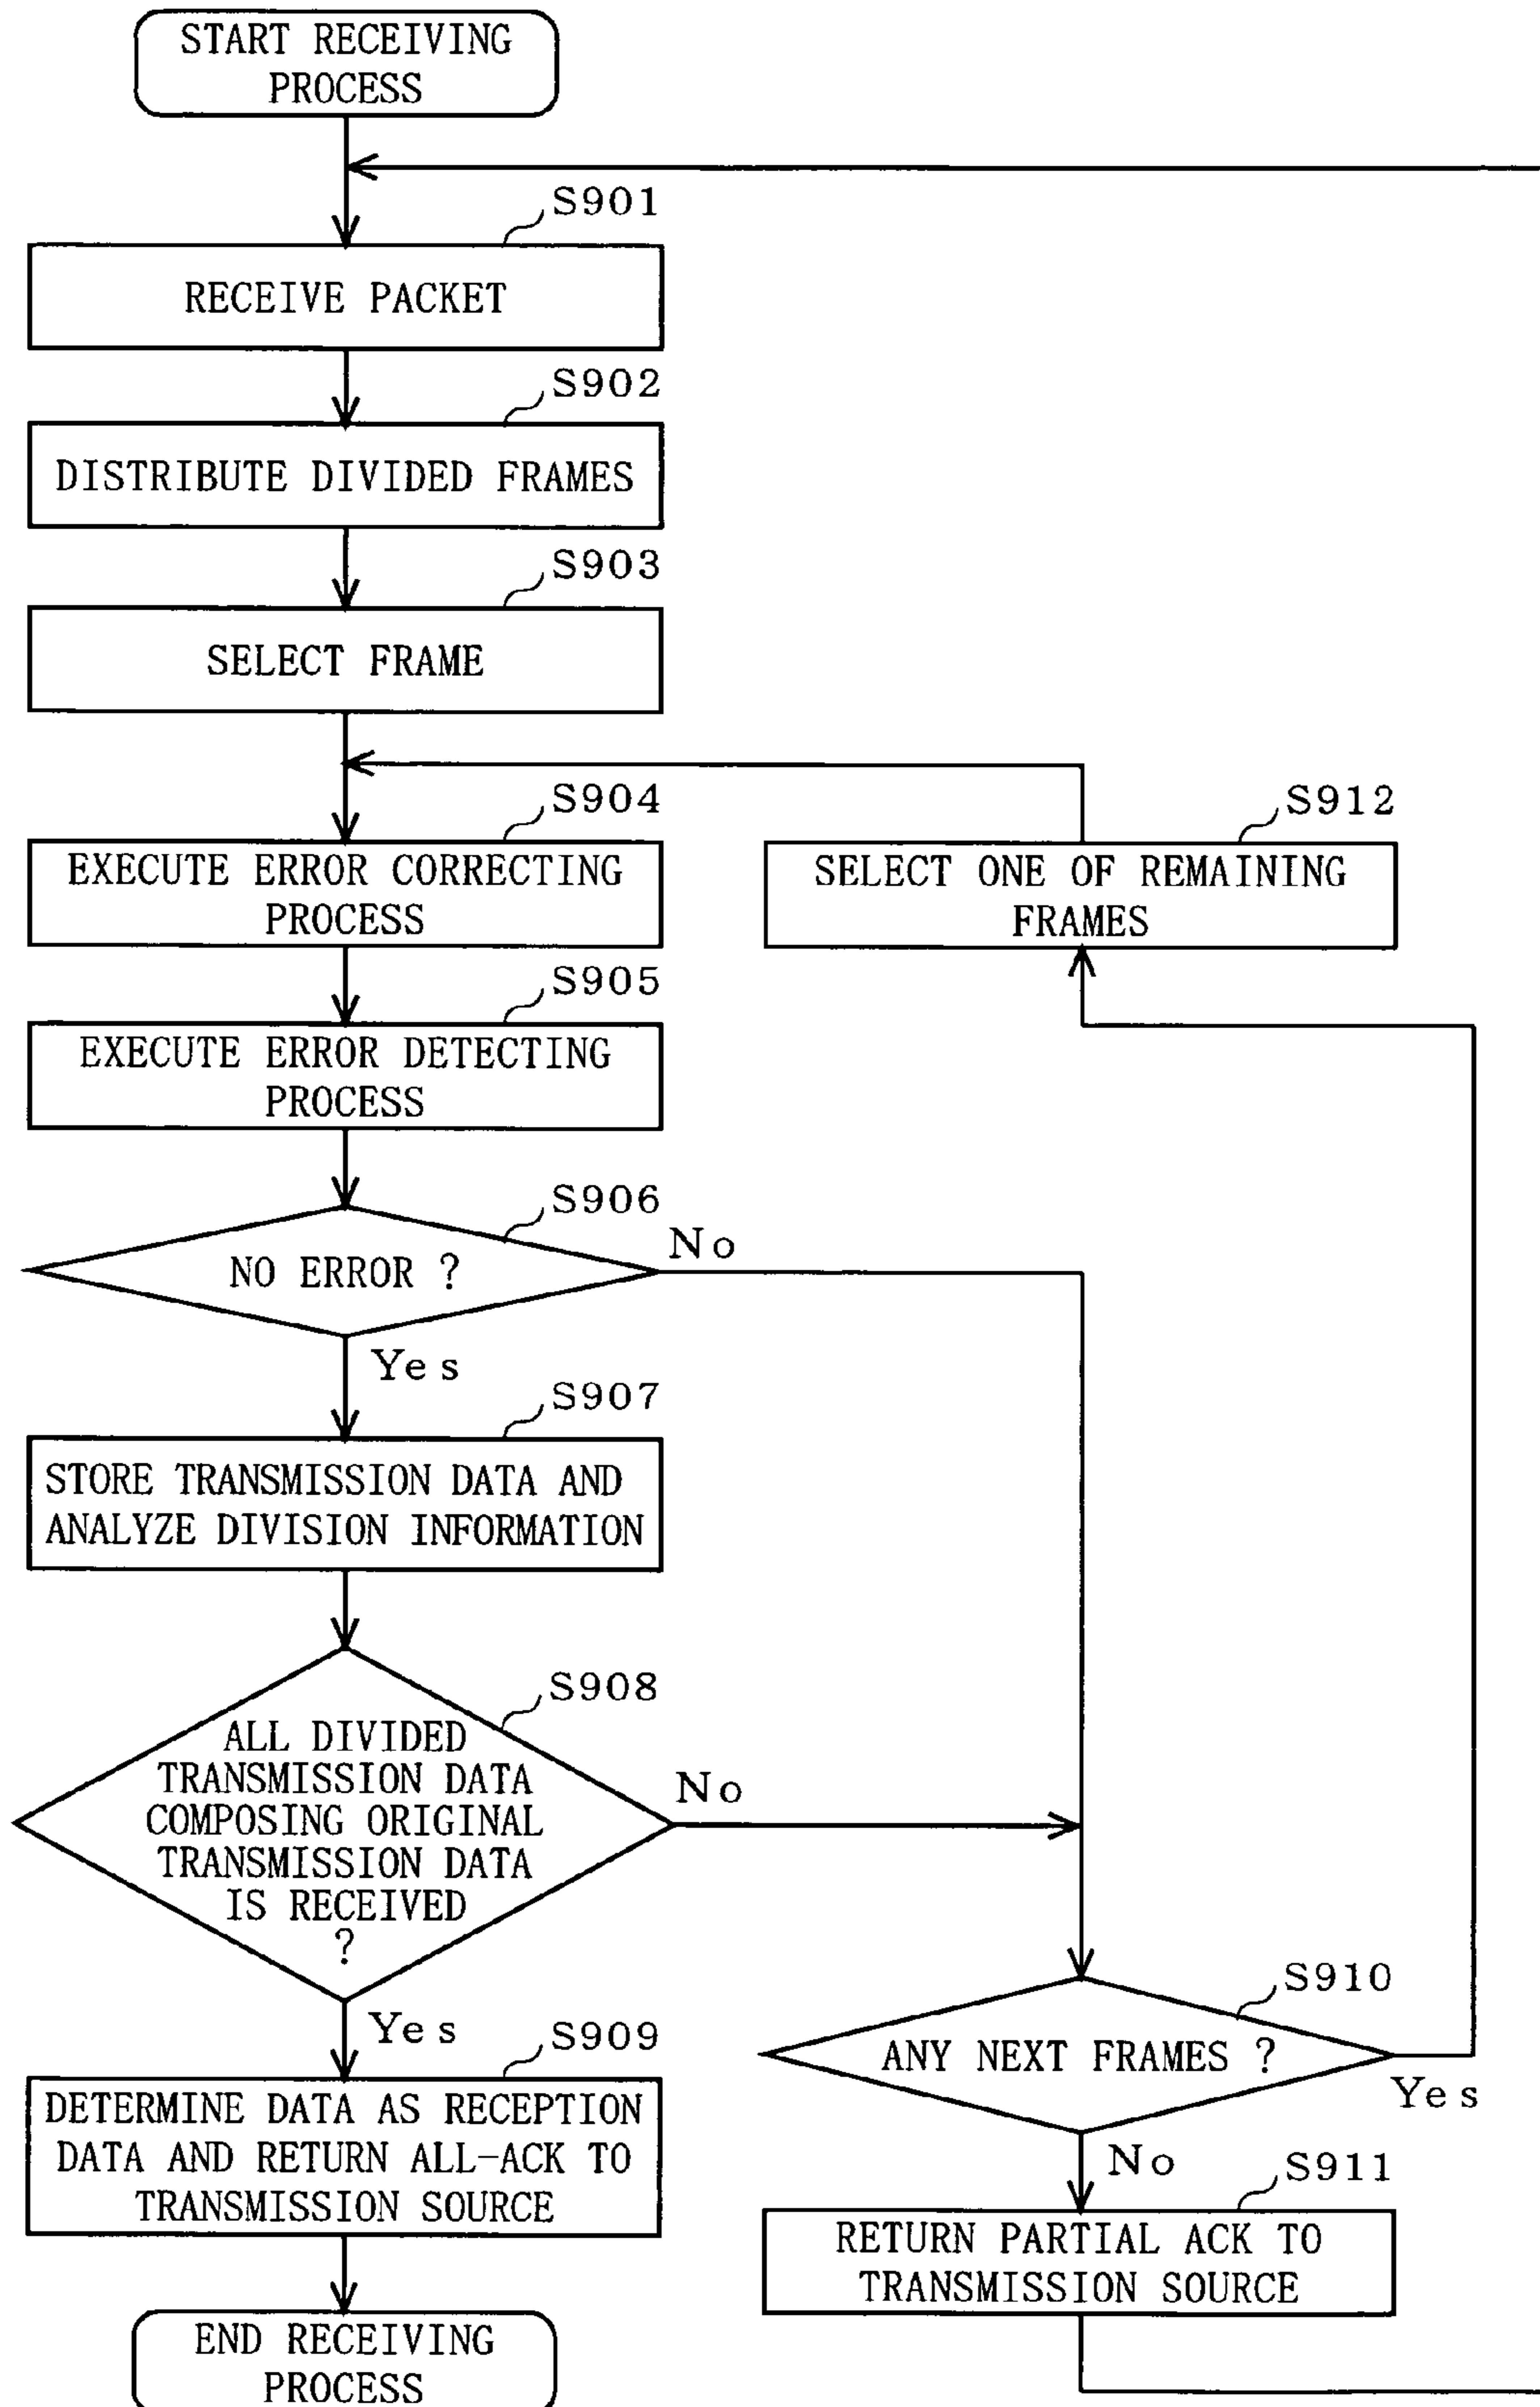 START RECEIVING
PROCESS
S901
RECEIVE PACKET
S902
DISTRIBUTE DIVIDED FRAMES
S903
SELECT FRAME
S904
EXECUTE ERROR CORRECTING
PROCESS
S912
SELECT ONE OF REMAINING
FRAMES
S905
EXECUTE ERROR DETECTING
PROCESS
S906
NO ERROR ?
No
Yes
S907
STORE TRANSMISSION DATA AND
ANALYZE DIVISION INFORMATION
S908
ALL DIVIDED
TRANSMISSION DATA
COMPOSING ORIGINAL
TRANSMISSION DATA
IS RECEIVED
?
No
Yes
S909
DETERMINE DATA AS RECEPTION
DATA AND RETURN ALL-ACK TO
TRANSMISSION SOURCE
S910
ANY NEXT FRAMES ?
Yes
No
S911
RETURN PARTIAL ACK TO
TRANSMISSION SOURCE
END RECEIVING
PROCESS